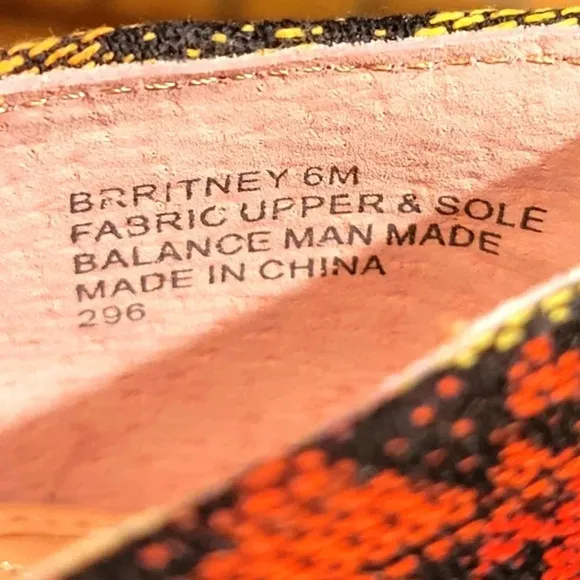 BRRITNEY 6M
FABRIC UPPER & SOLE
BALANCE MAN MADE
MADE IN CHINA
296